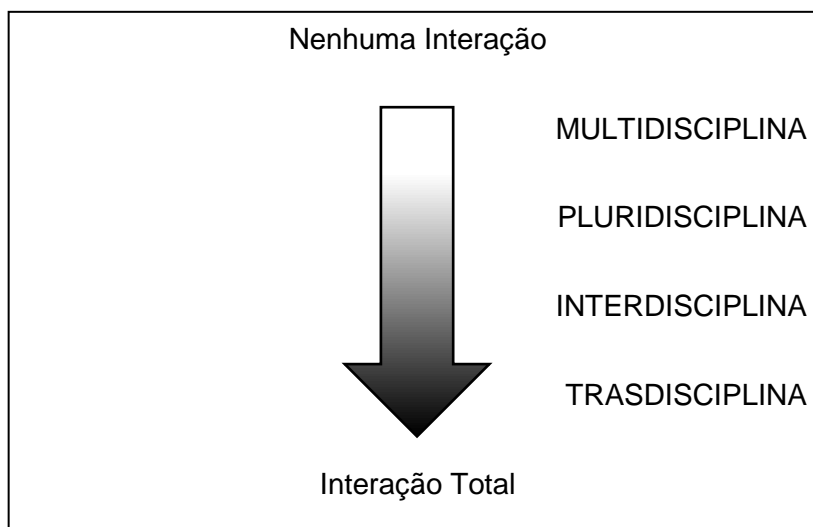 Nenhuma Interação
MULTIDISCIPLINA
PLURIDISCIPLINA
INTERDISCIPLINA
TRASDISCIPLINA
Interação Total